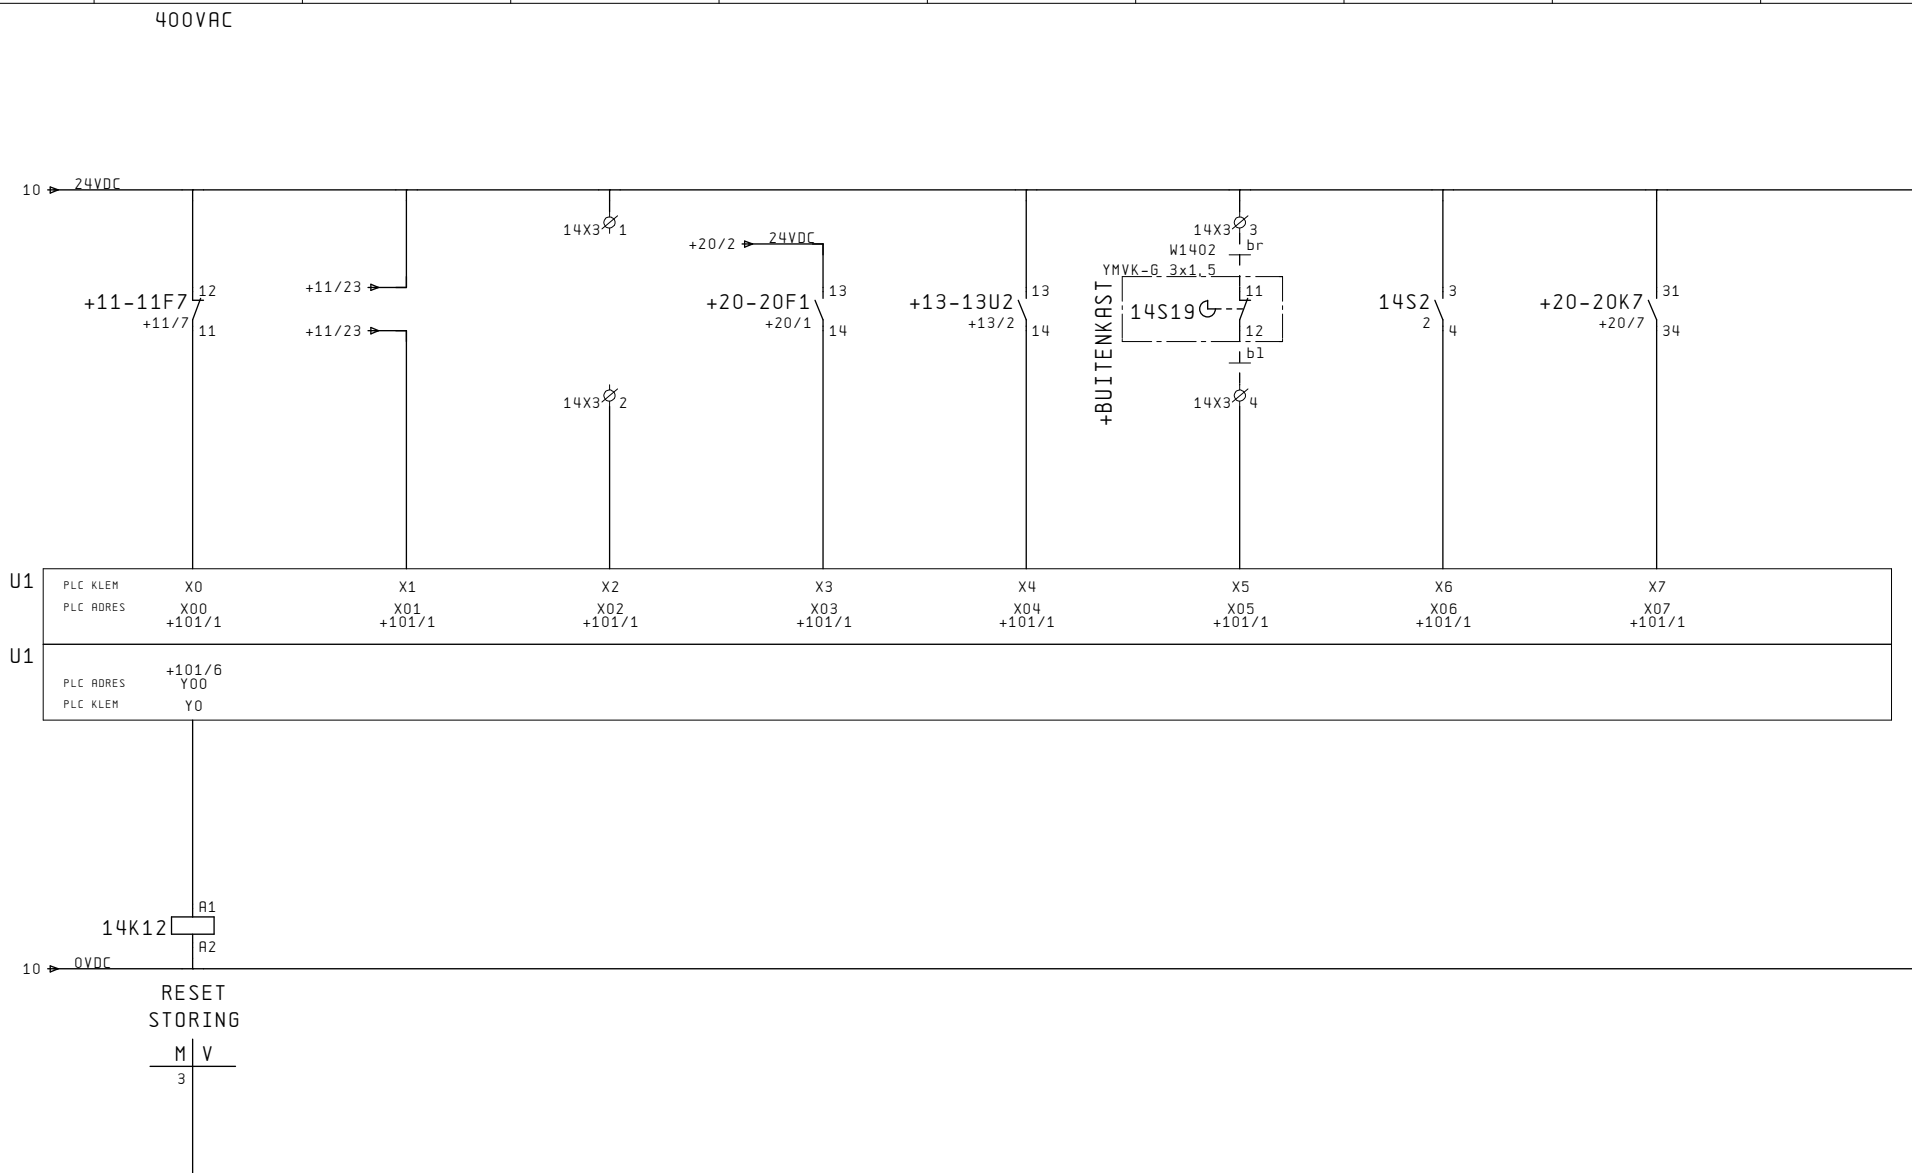 400VAC
10 24VDC
14X3 1
14X3 3
+20/2 24VDC
W1402 br
YMVK-G 3x1,5
+11-11F7 12
+11/7 11
+11/23
+11/23
+20-20F1 13
+20/1 14
+13-13U2 13
+13/2 14
+BUITENKAST
14S19 11
12
bl
14S2 3
2 4
+20-20K7 31
+20/7 34
14X3 2
14X3 4
U1 PLC KLEM X0 X1 X2 X3 X4 X5 X6 X7
PLC ADRES X00 X01 X02 X03 X04 X05 X06 X07
+101/1 +101/1 +101/1 +101/1 +101/1 +101/1 +101/1 +101/1
U1
+101/6
PLC ADRES Y00
PLC KLEM Y0
A1
14K12
A2
10 0VDC
RESET
STORING
M V
3